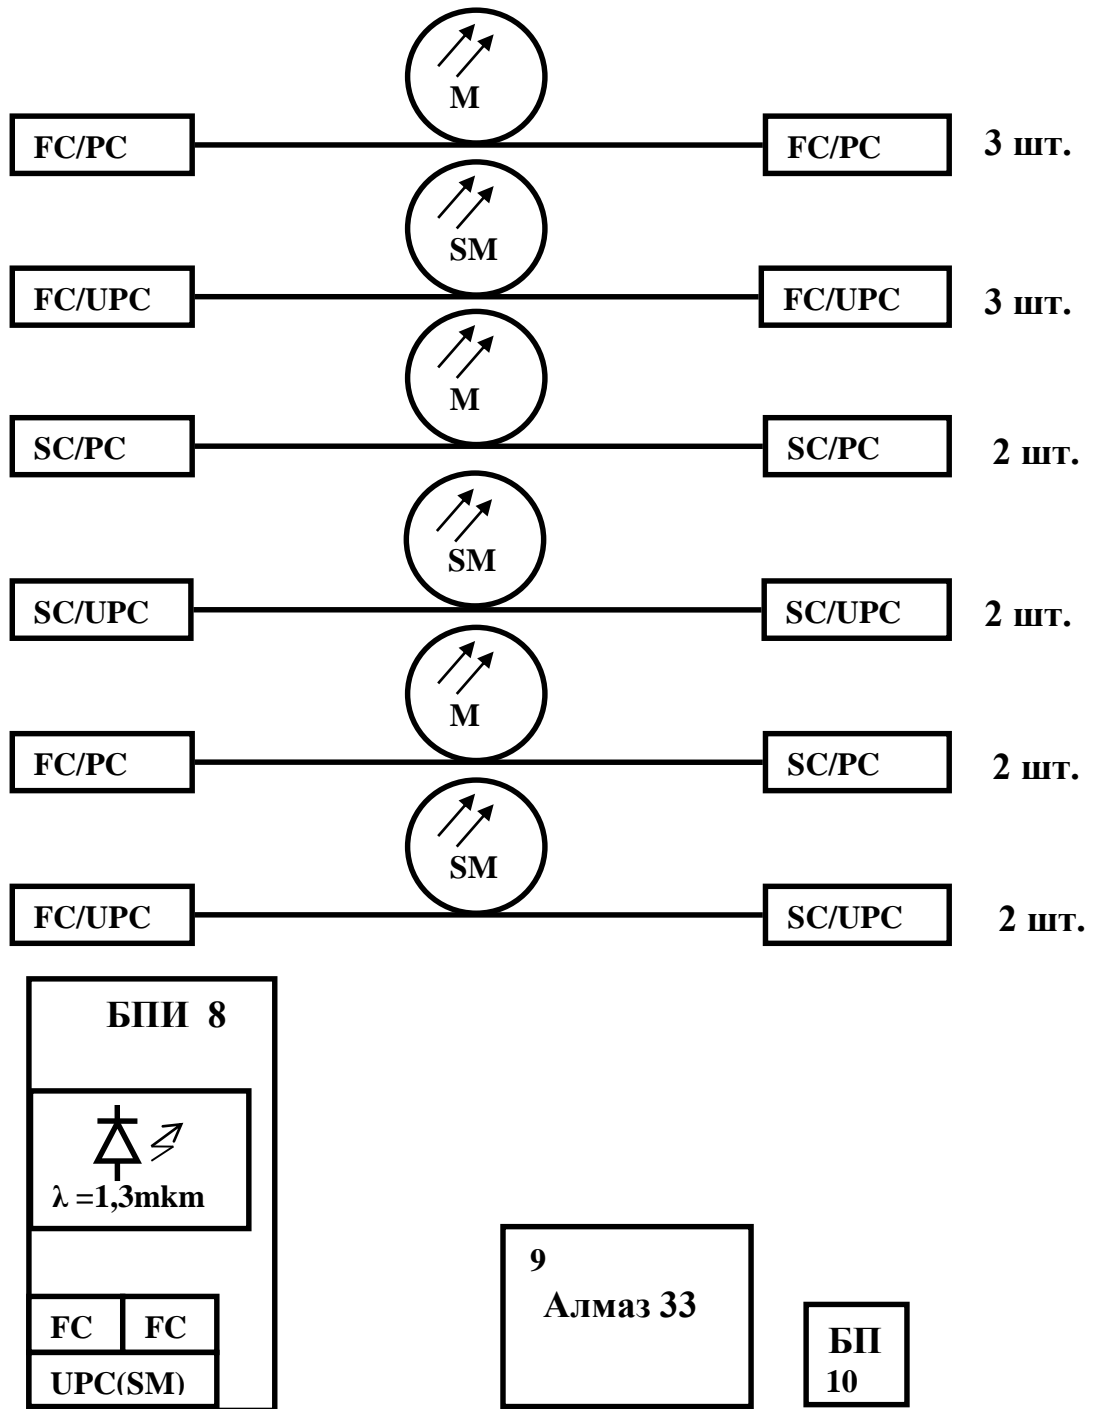 M
FC/PC FC/PC 3 шт.
SM
FC/UPC FC/UPC 3 шт.
M
SC/PC SC/PC 2 шт.
SM
SC/UPC SC/UPC 2 шт.
M
FC/PC SC/PC 2 шт.
SM
FC/UPC SC/UPC 2 шт.
БПИ 8
λ =1,3mkm
9
Алмаз 33
FC FC
UPC(SM)
БП
10